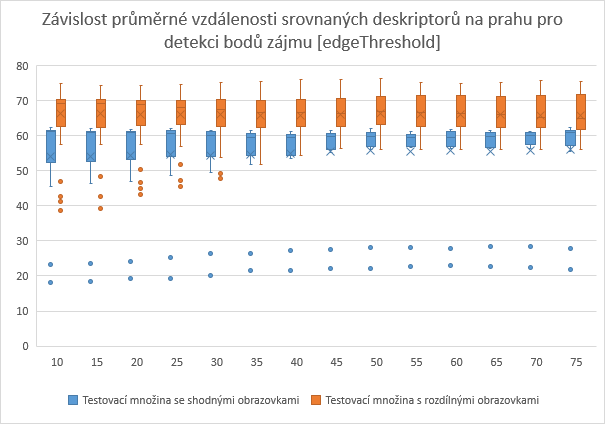 Závislost průměrné vzdálenosti srovnaných deskriptorů na prahu pro
detekci bodů zájmu [edgeThreshold]
80
70
60
50
40
30
20
10
0
10 15 20 25 30 35 40 45 50 55 60 65 70 75
Testovací množina se shodnými obrazovkami Testovací množina s rozdílnými obrazovkami